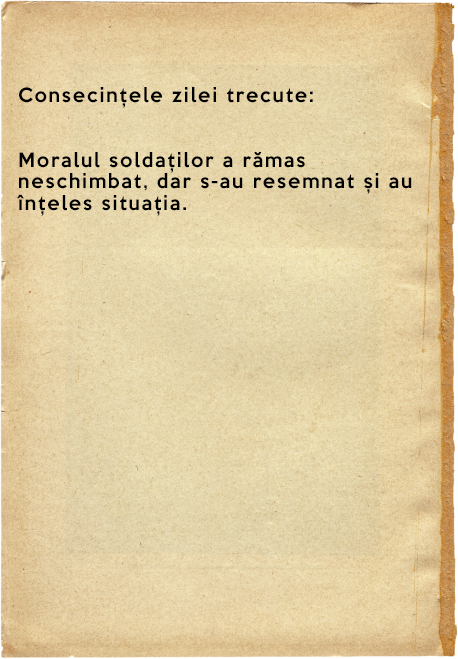 Consecințele zilei trecute:
Moralul soldaților a rămas
neschimbat, dar s-au resemnat și au
înțeles situația.